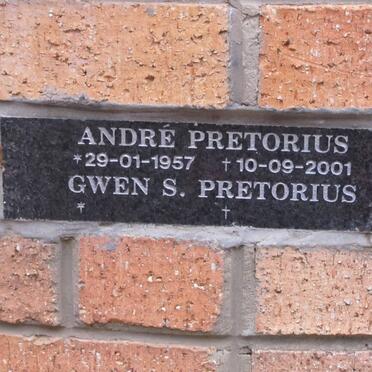 ANDRÉ PRETORIUS
*29-01-1957 †10-09-2001
GWEN S. PRETORIUS
* †